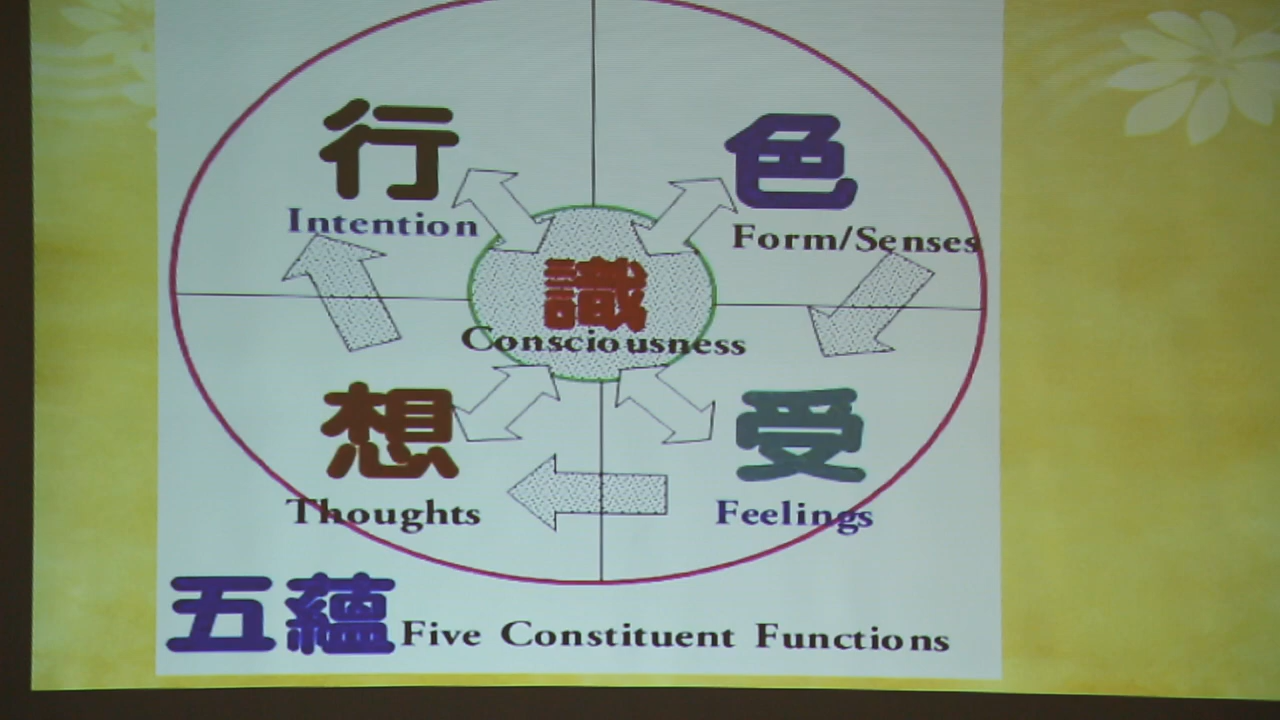 行
Intention
色
Form/Senses
識
Consciousness
想
Thoughts
受
Feelings
五蘊 Five Constituent Functions